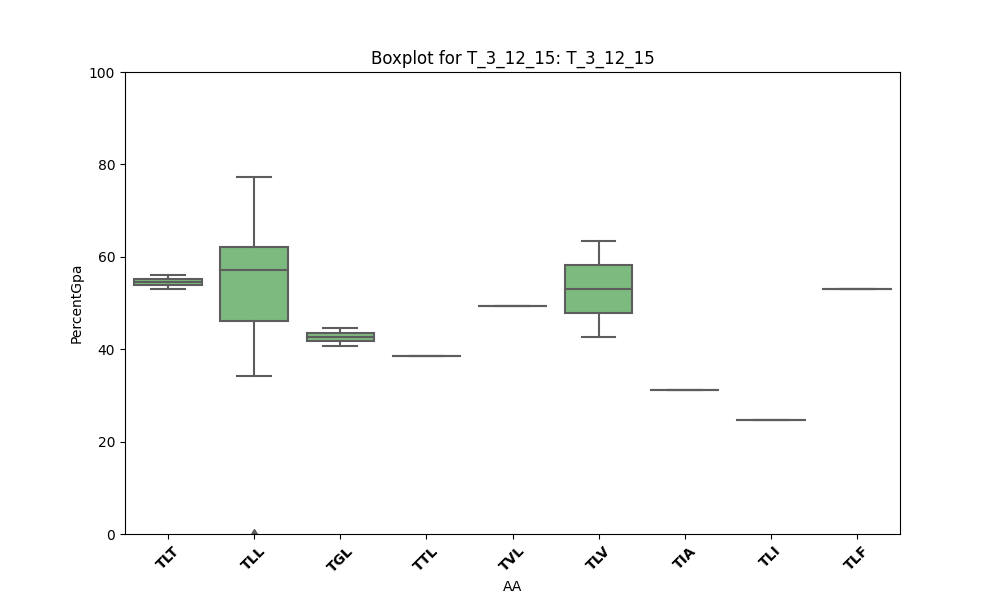 Boxplot for T_3_12_15: T_3_12_15
100
80
60
40
20
0
PercentGpa
TLT
TLL
TGL
TTL
TVL
TLV
TIA
TLI
TLF
AA